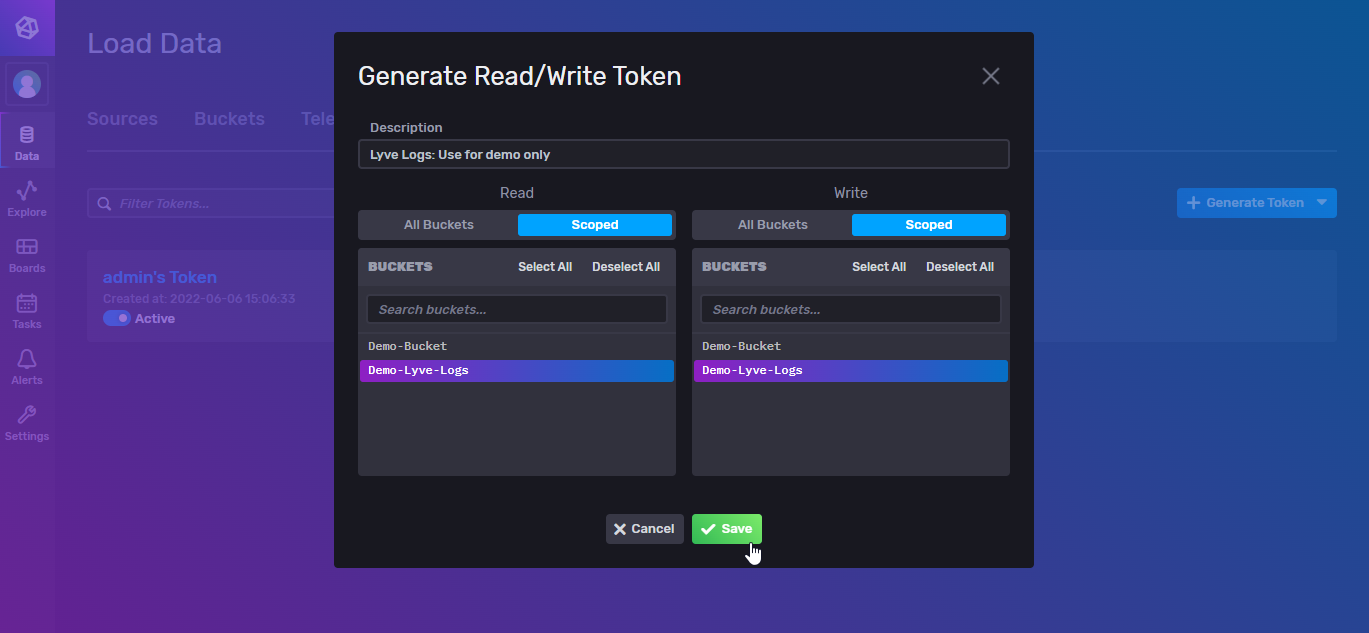 Load Data
Sources Buckets Tele
Filter Tokens...
Generate Token
admin's Token
Created at: 2022-06-06 15:06:33
Active
Data
Explore
Boards
Tasks
Alerts
Settings
Generate Read/Write Token
Description
Lyve Logs: Use for demo only
Read
All Buckets Scoped
BUCKETS Select All Deselect All
Search buckets...
Demo-Bucket
Demo-Lyve-Logs
Write
All Buckets Scoped
BUCKETS Select All Deselect All
Search buckets...
Demo-Bucket
Demo-Lyve-Logs
Cancel Save